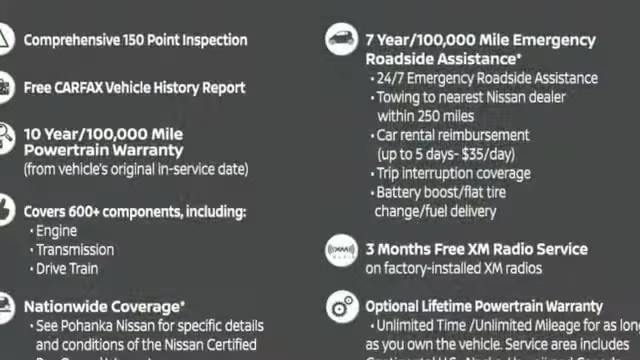 Comprehensive 150 Point Inspection
Free CARFAX Vehicle History Report
10 Year/100,000 Mile
Powertrain Warranty
(from vehicle's original in-service date)
Covers 600+ components, including:
• Engine
• Transmission
• Drive Train
Nationwide Coverage*
• See Pohanka Nissan for specific details
and conditions of the Nissan Certified
7 Year/100,000 Mile Emergency
Roadside Assistance*
• 24/7 Emergency Roadside Assistance
• Towing to nearest Nissan dealer
within 250 miles
• Car rental reimbursement
(up to 5 days- $35/day)
• Trip interruption coverage
• Battery boost/flat tire
change/fuel delivery
((XM))
3 Months Free XM Radio Service
on factory-installed XM radios
Optional Lifetime Powertrain Warranty
• Unlimited Time /Unlimited Mileage for as long
as you own the vehicle. Service area includes